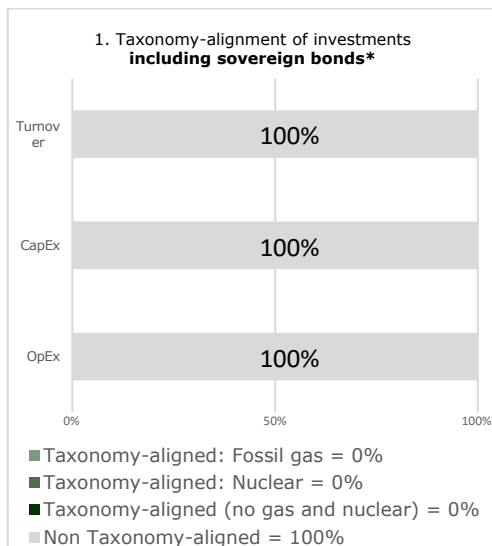 1. Taxonomy-alignment of investments
including sovereign bonds*
Turnov
er
100%
CapEx
100%
OpEx
100%
0%
50%
100%
Taxonomy-aligned: Fossil gas = 0%
Taxonomy-aligned: Nuclear = 0%
Taxonomy-aligned (no gas and nuclear) = 0%
Non Taxonomy-aligned = 100%